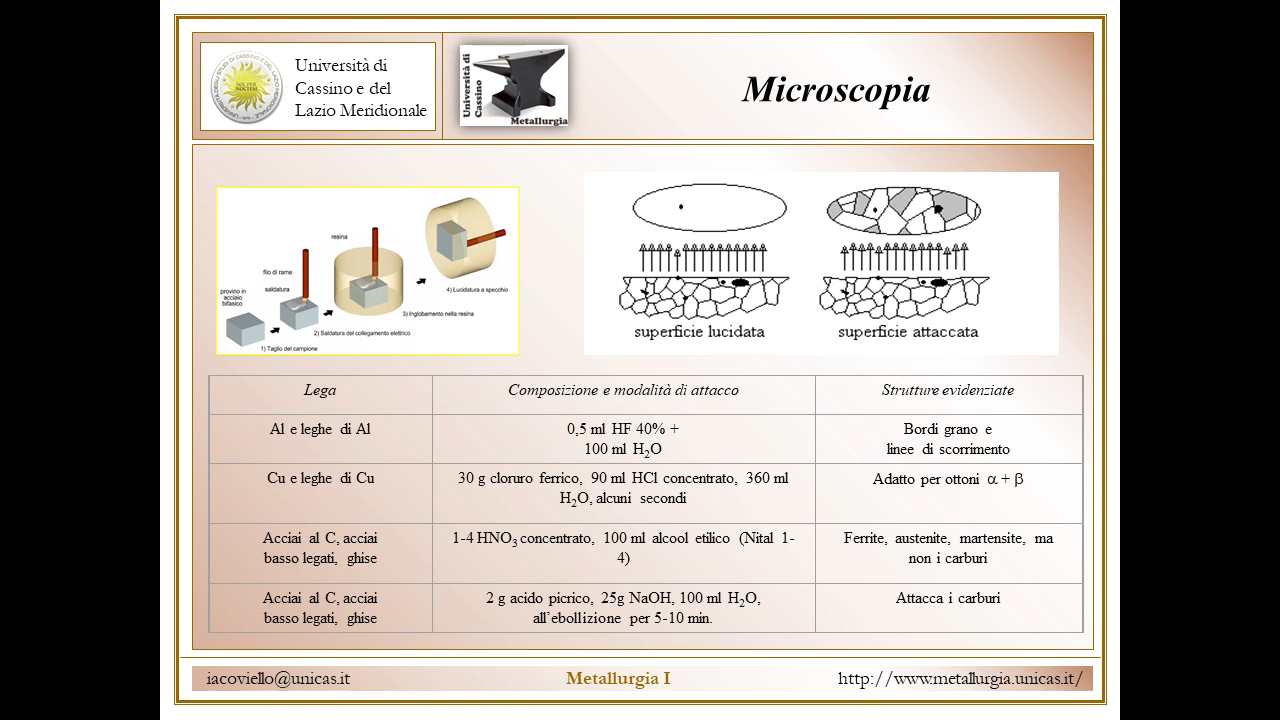 Università di
Cassino e del
Lazio Meridionale
Università di
Cassino
Metallurgia
Microscopia
resina
filo di rame
saldatura
provino in
acciaio
bifasico
4) Lucidatura a specchio
3) Inglobamento nella resina
2) Saldatura del collegamento elettrico
1) Taglio del campione
superficie lucidata
superficie attaccata
Lega
Composizione e modalità di attacco
Strutture evidenziate
Al e leghe di Al
0,5 ml HF 40% +
100 ml H₂O
Bordi grano e
linee di scorrimento
Cu e leghe di Cu
30 g cloruro ferrico, 90 ml HCl concentrato, 360 ml
H₂O, alcuni secondi
Adatto per ottoni α + β
Acciai al C, acciai
basso legati, ghise
1-4 HNO₃ concentrato, 100 ml alcool etilico (Nital 1-
4)
Ferrite, austenite, martensite, ma
non i carburi
Acciai al C, acciai
basso legati, ghise
2 g acido picrico, 25g NaOH, 100 ml H₂O,
all’ebollizione per 5-10 min.
Attacca i carburi
iacoviello@unicas.it
Metallurgia I
http://www.metallurgia.unicas.it/